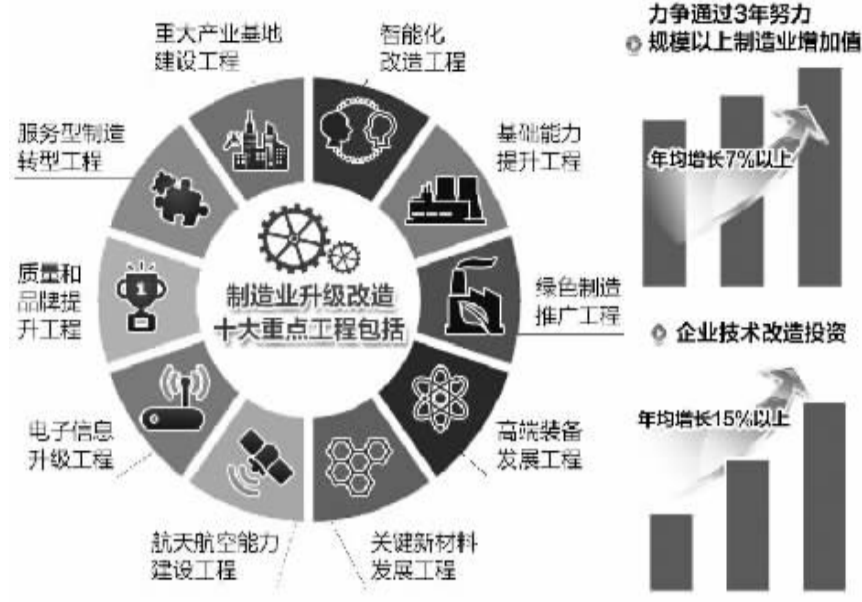 重大产业基地
建设工程
智能化
改造工程
基础能力
提升工程
绿色制造
推广工程
高端装备
发展工程
关键新材料
发展工程
航天航空能力
建设工程
电子信息
升级工程
质量和
品牌提
升工程
1
服务型制造
转型工程
制造业升级改造
十大重点工程包括
力争通过3年努力
规模以上制造业增加值
年均增长7%以上
企业技术改造投资
年均增长15%以上